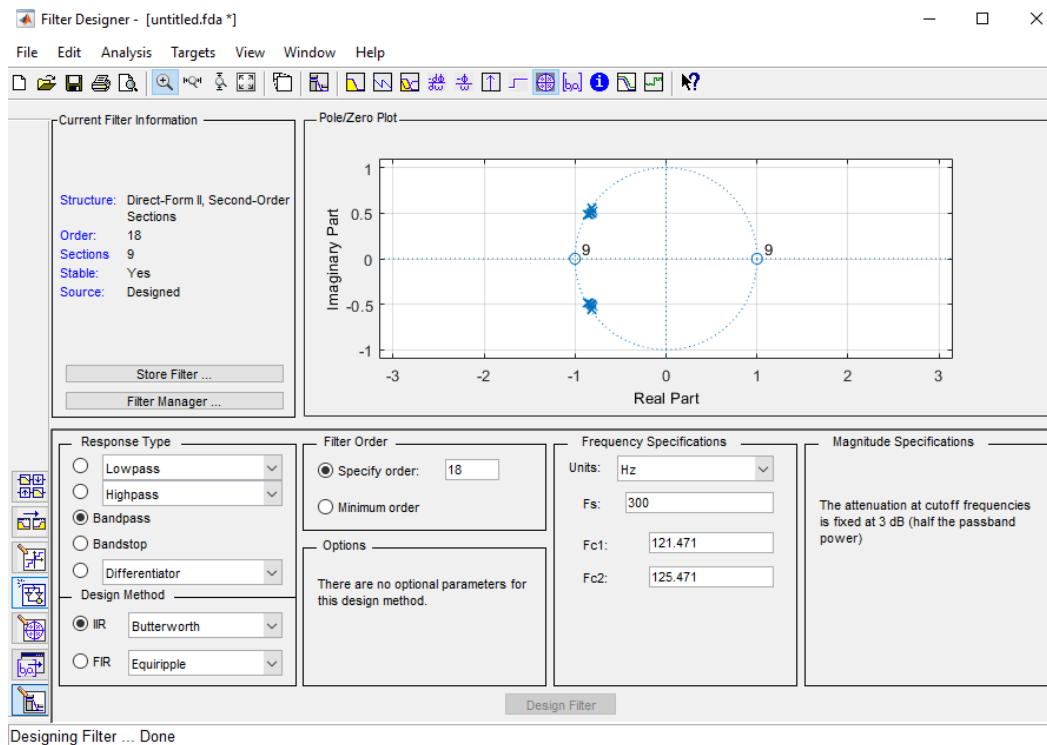 Filter Designer - [untitled.fda *]
File Edit Analysis Targets View Window Help
Current Filter Information
Structure: Direct-Form II, Second-Order
Sections
Order: 18
Sections 9
Stable: Yes
Source: Designed
Store Filter ...
Filter Manager ...
Pole/Zero Plot
1
0.5
0
-0.5
-1
Imaginary Part
9
9
-3 -2 -1 0 1 2 3
Real Part
Response Type
Lowpass
Highpass
Bandpass
Bandstop
Differentiator
Design Method
IIR Butterworth
FIR Equiripple
Filter Order
Specify order: 18
Minimum order
Options
There are no optional parameters for
this design method.
Frequency Specifications
Units: Hz
Fs: 300
Fc1: 121.471
Fc2: 125.471
Magnitude Specifications
The attenuation at cutoff frequencies
is fixed at 3 dB (half the passband
power)
Design Filter
Designing Filter ... Done